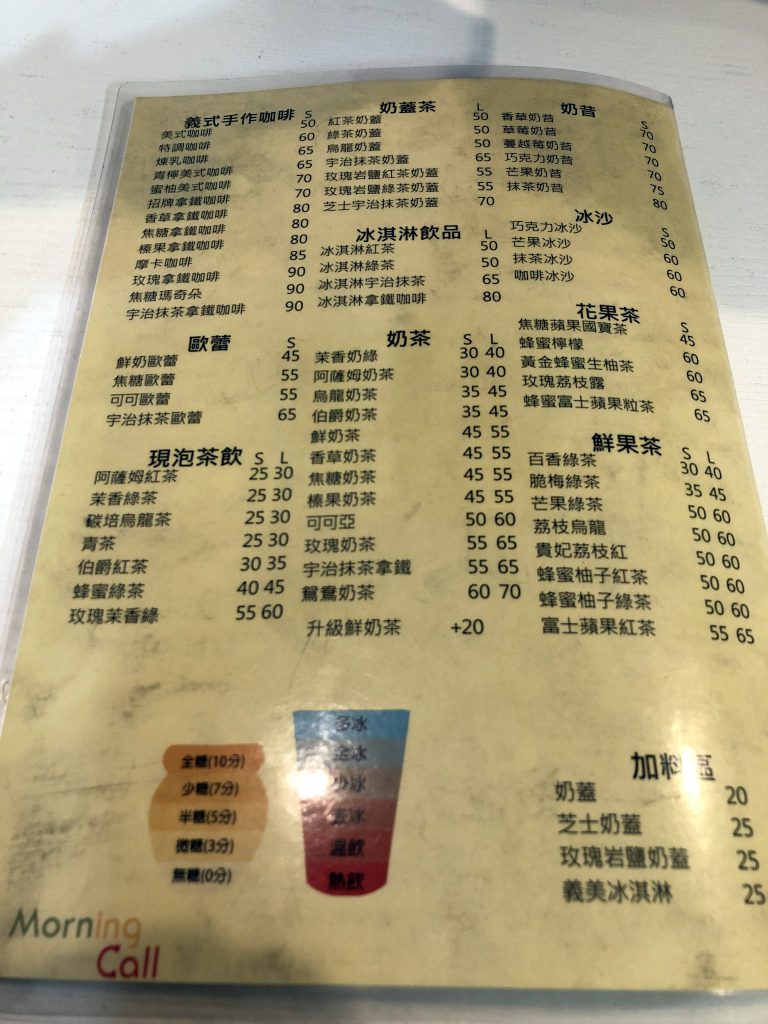 義式手作咖啡 S
美式咖啡 50
特調咖啡 60
煉乳咖啡 65
青檸美式咖啡 65
蜜柚美式咖啡 70
招牌拿鐵咖啡 70
香草拿鐵咖啡 80
焦糖拿鐵咖啡 80
榛果拿鐵咖啡 80
摩卡咖啡 85
玫瑰拿鐵咖啡 90
焦糖瑪奇朵 90
宇治抹茶拿鐵咖啡 90
歐蕾 S
鮮奶歐蕾 45
焦糖歐蕾 55
可可歐蕾 55
宇治抹茶歐蕾 65
現泡茶飲 S L
阿薩姆紅茶 25 30
茉香綠茶 25 30
碳培烏龍茶 25 30
青茶 25 30
伯爵紅茶 30 35
蜂蜜綠茶 40 45
玫瑰茉香綠 55 60
奶蓋茶 L
紅茶奶蓋 50
綠茶奶蓋 50
烏龍奶蓋 50
宇治抹茶奶蓋 65
玫瑰岩鹽紅茶奶蓋 55
玫瑰岩鹽綠茶奶蓋 55
芝士宇治抹茶奶蓋 70
冰淇淋飲品 L
冰淇淋紅茶 50
冰淇淋綠茶 50
冰淇淋宇治抹茶 65
冰淇淋拿鐵咖啡 80
奶茶 S L
茉香奶綠 30 40
阿薩姆奶茶 30 40
烏龍奶茶 35 45
伯爵奶茶 35 45
鮮奶茶 45 55
香草奶茶 45 55
焦糖奶茶 45 55
榛果奶茶 45 55
可可亞 50 60
玫瑰奶茶 55 65
宇治抹茶拿鐵 55 65
鴛鴦奶茶 60 70
升級鮮奶茶 +20
奶昔 S
香草奶昔 70
草莓奶昔 70
蔓越莓奶昔 70
巧克力奶昔 70
芒果奶昔 75
抹茶奶昔 80
冰沙 S
巧克力冰沙 50
芒果冰沙 60
抹茶冰沙 60
咖啡冰沙 60
花果茶 S
焦糖蘋果國寶茶 45
蜂蜜檸檬 60
黃金蜂蜜生柚茶 60
玫瑰荔枝露 65
蜂蜜富士蘋果粒茶 65
鮮果茶 S L
百香綠茶 30 40
脆梅綠茶 35 45
芒果綠茶 50 60
荔枝烏龍 50 60
貴妃荔枝紅 50 60
蜂蜜柚子紅茶 50 60
蜂蜜柚子綠茶 50 60
富士蘋果紅茶 55 65
全糖(10分)
少糖(7分)
半糖(5分)
微糖(3分)
無糖(0分)
多冰
全冰
少冰
去冰
溫飲
熱飲
加料區
奶蓋 20
芝士奶蓋 25
玫瑰岩鹽奶蓋 25
義美冰淇淋 25
Morning
Call